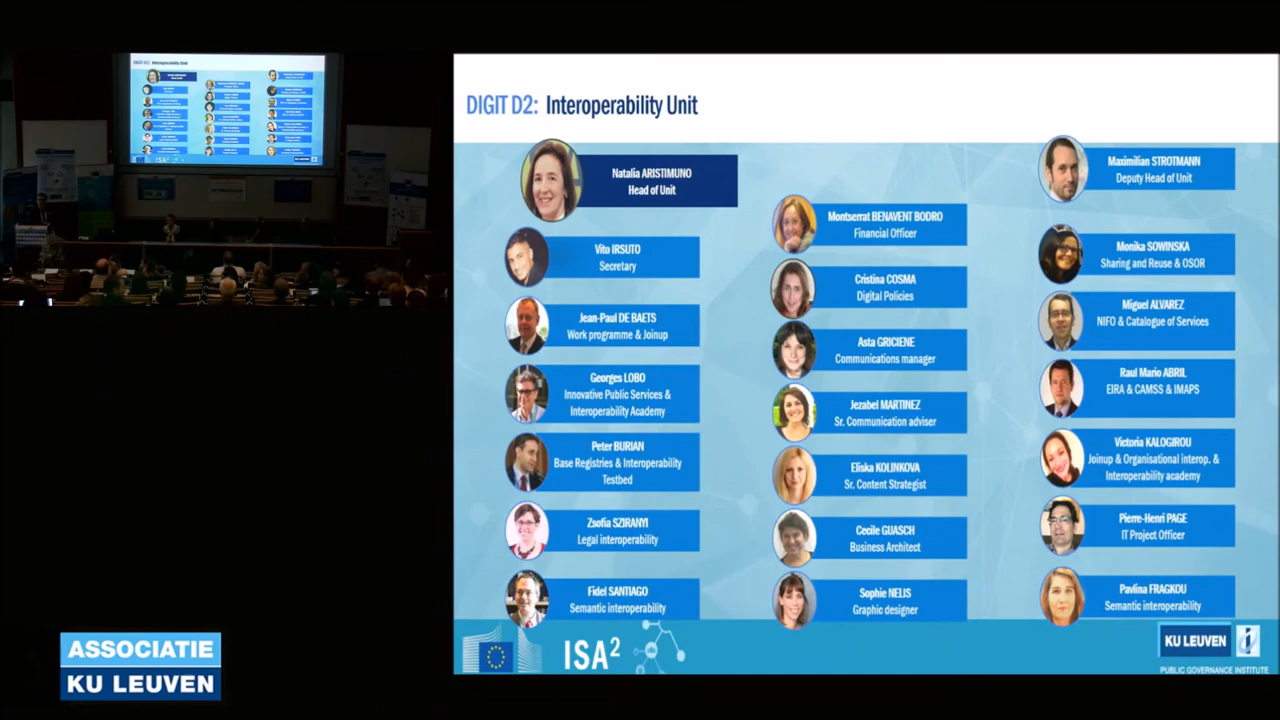 DIGIT D2: Interoperability Unit
Natalia ARISTIMUNO
Head of Unit
Vito IRSUTO
Secretary
Jean-Paul DE BAETS
Work programme & Joinup
Georges LOBO
Innovative Public Services &
Interoperability Academy
Peter BURIAN
Base Registries & Interoperability
Testbed
Zsofia SZIRANYI
Legal interoperability
Fidel SANTIAGO
Semantic interoperability
Montserrat BENAVENT BODRO
Financial Officer
Cristina COSMA
Digital Policies
Asta GRICIENE
Communications manager
Jezabel MARTINEZ
Sr. Communication adviser
Eliska KOLINKOVA
Sr. Content Strategist
Cecile GUASCH
Business Architect
Sophie NELIS
Graphic designer
Maximilian STROTMANN
Deputy Head of Unit
Monika SOWINSKA
Sharing and Reuse & OSOR
Miguel ALVAREZ
NIFO & Catalogue of Services
Raul Mario ABRIL
EIRA & CAMSS & IMAPS
Victoria KALOGIROU
Joinup & Organisational interop. &
Interoperability academy
Pierre-Henri PAGE
IT Project Officer
Pavlina FRAGKOU
Semantic interoperability
ISA²
KU LEUVEN
PUBLIC GOVERNANCE INSTITUTE
ASSOCIATIE
KU LEUVEN